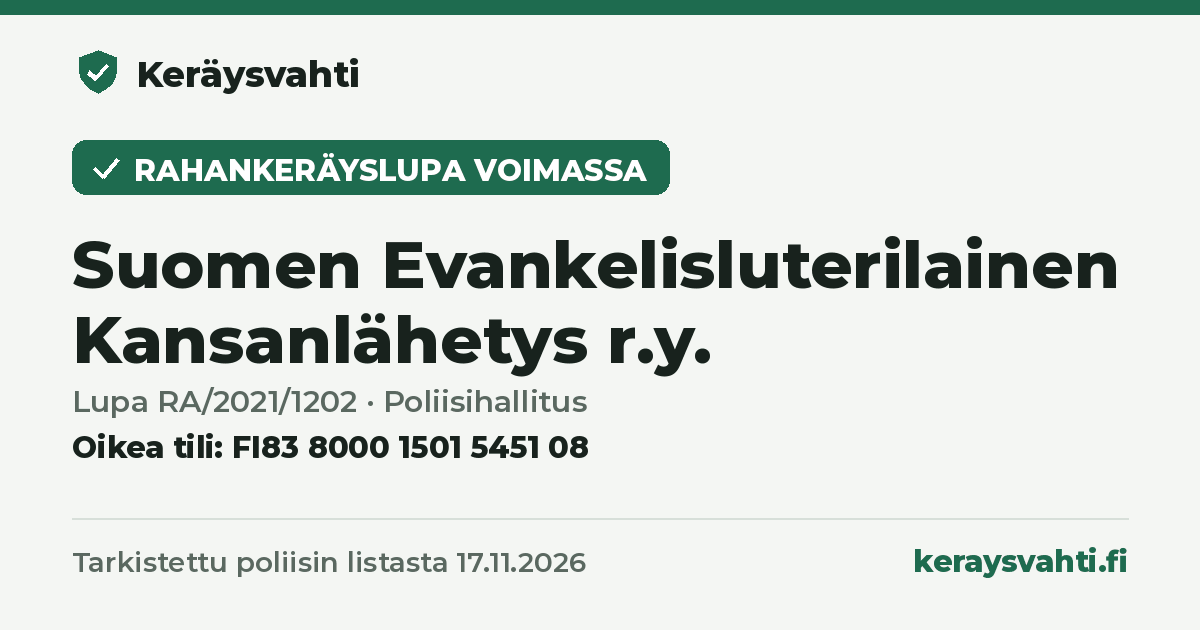 Keräysvahti
RAHANKERÄYSLUPA VOIMASSA
Suomen Evankelisluterilainen
Kansanlähetys r.y.
Lupa RA/2021/1202 · Poliisihallitus
Oikea tili: FI83 8000 1501 5451 08
Tarkistettu poliisin listasta 17.11.2026
keraysvahti.fi